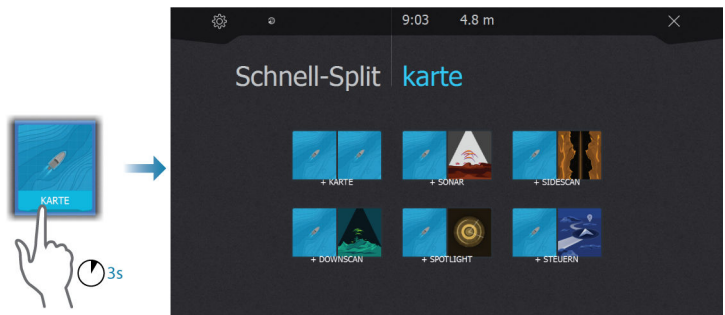 9:03 4.8 m
Schnell-Split karte
+ KARTE + SONAR + SIDESCAN
KARTE
+ DOWNSCAN + SPOTLIGHT + STEUERN
3s